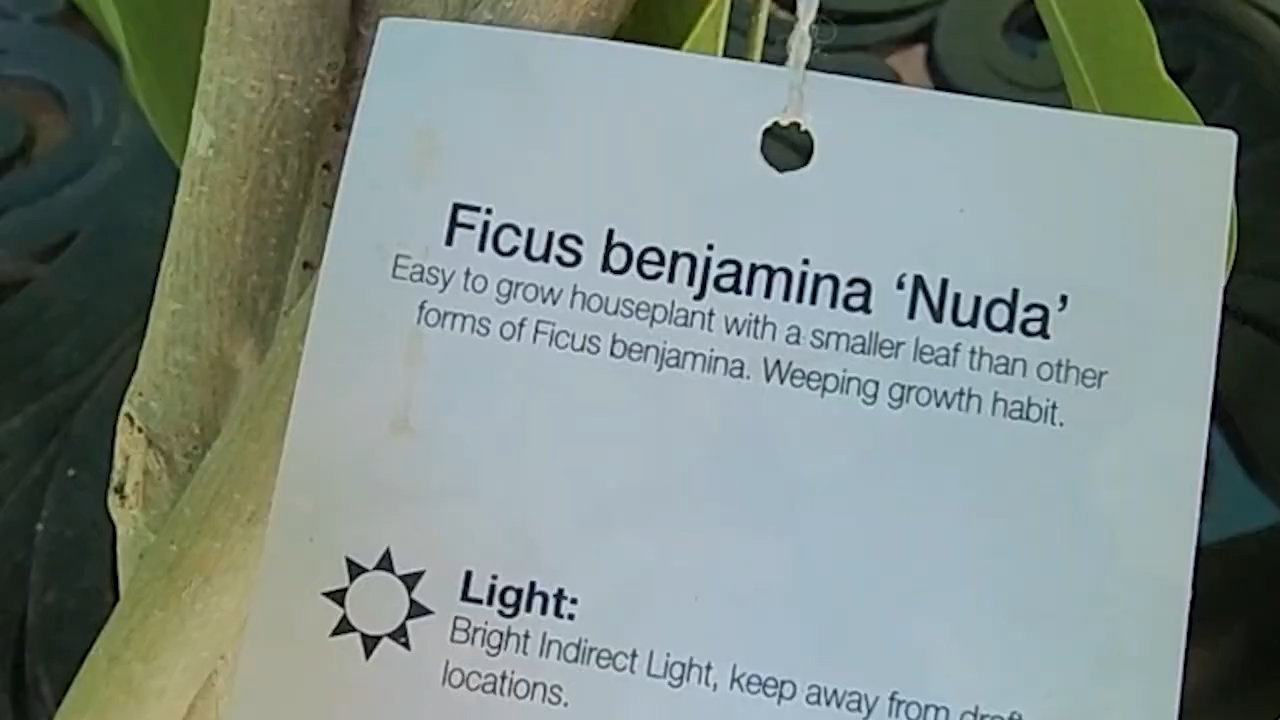 Ficus benjamina ‘Nuda’
Easy to grow houseplant with a smaller leaf than other
forms of Ficus benjamina. Weeping growth habit.
Light:
Bright Indirect Light, keep away from
locations.